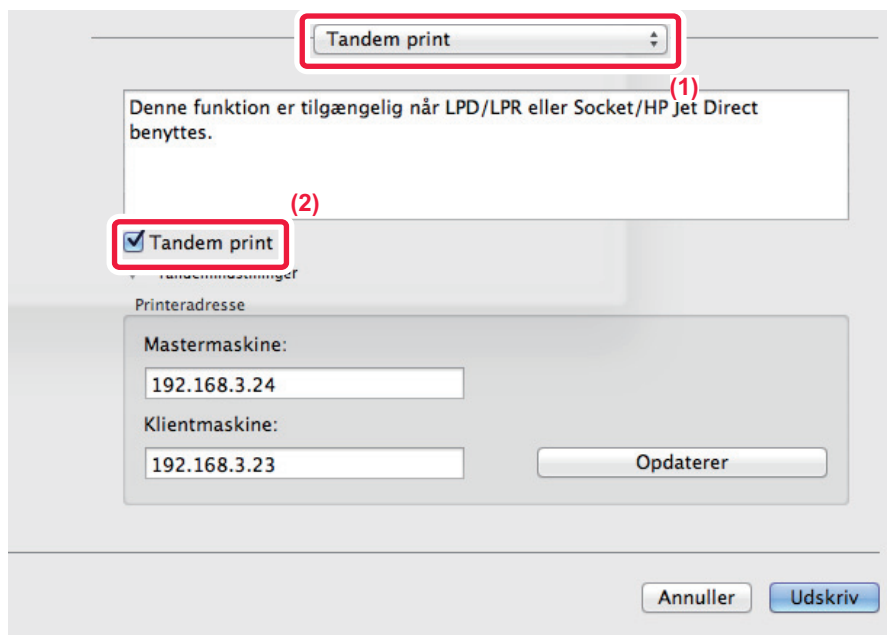 Tandem print
(1)
Denne funktion er tilgængelig når LPD/LPR eller Socket/HP Jet Direct
benyttes.
(2)
Tandem print
Tandemindstillinger
Printeradresse
Mastermaskine:
192.168.3.24
Klientmaskine:
192.168.3.23
Opdaterer
Annuller
Udskriv